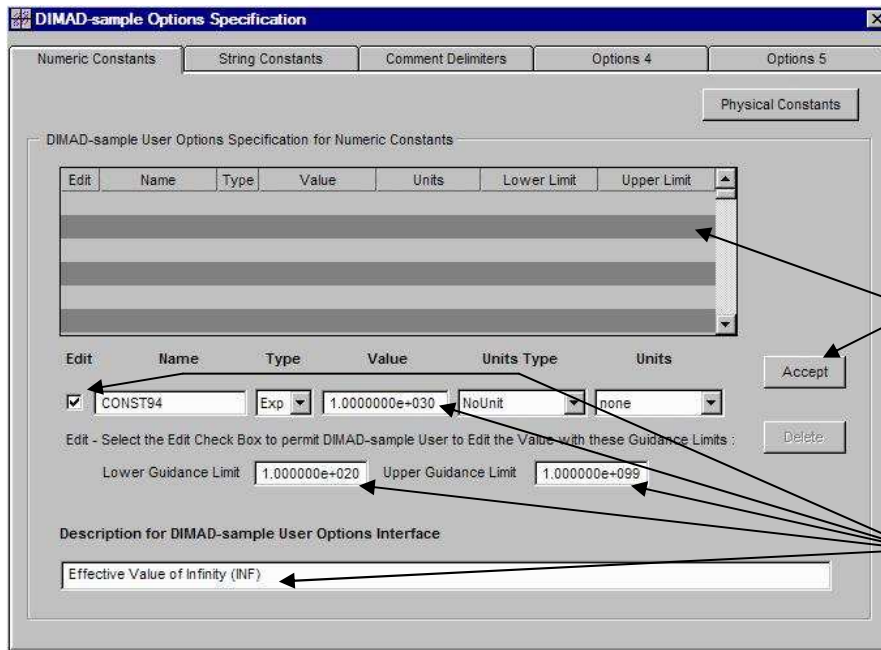 DIMAD-sample Options Specification
Numeric Constants String Constants Comment Delimiters Options 4 Options 5
Physical Constants
DIMAD-sample User Options Specification for Numeric Constants
Edit Name Type Value Units Lower Limit Upper Limit
Edit Name Type Value Units Type Units
Accept
CONST94 Exp 1.0000000e+030 NoUnit none
Edit - Select the Edit Check Box to permit DIMAD-sample User to Edit the Value with these Guidance Limits :
Delete
Lower Guidance Limit 1.000000e+020 Upper Guidance Limit 1.000000e+099
Description for DIMAD-sample User Options Interface
Effective Value of Infinity (INF)